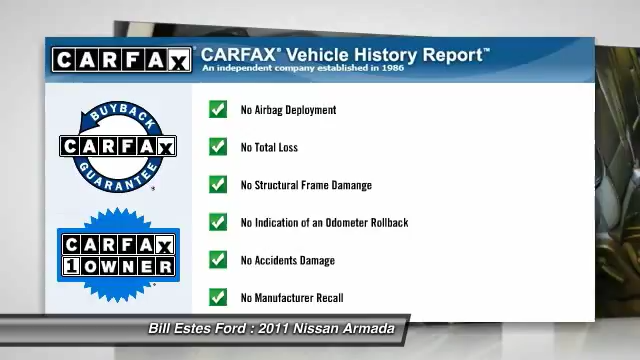 CARFAX
CARFAX® Vehicle History Report™
An independent company established in 1986
BUYBACK
CARFAX
GUARANTEE
CARFAX
1 OWNER
No Airbag Deployment
No Total Loss
No Structural Frame Damange
No Indication of an Odometer Rollback
No Accidents Damage
No Manufacturer Recall
Bill Estes Ford : 2011 Nissan Armada